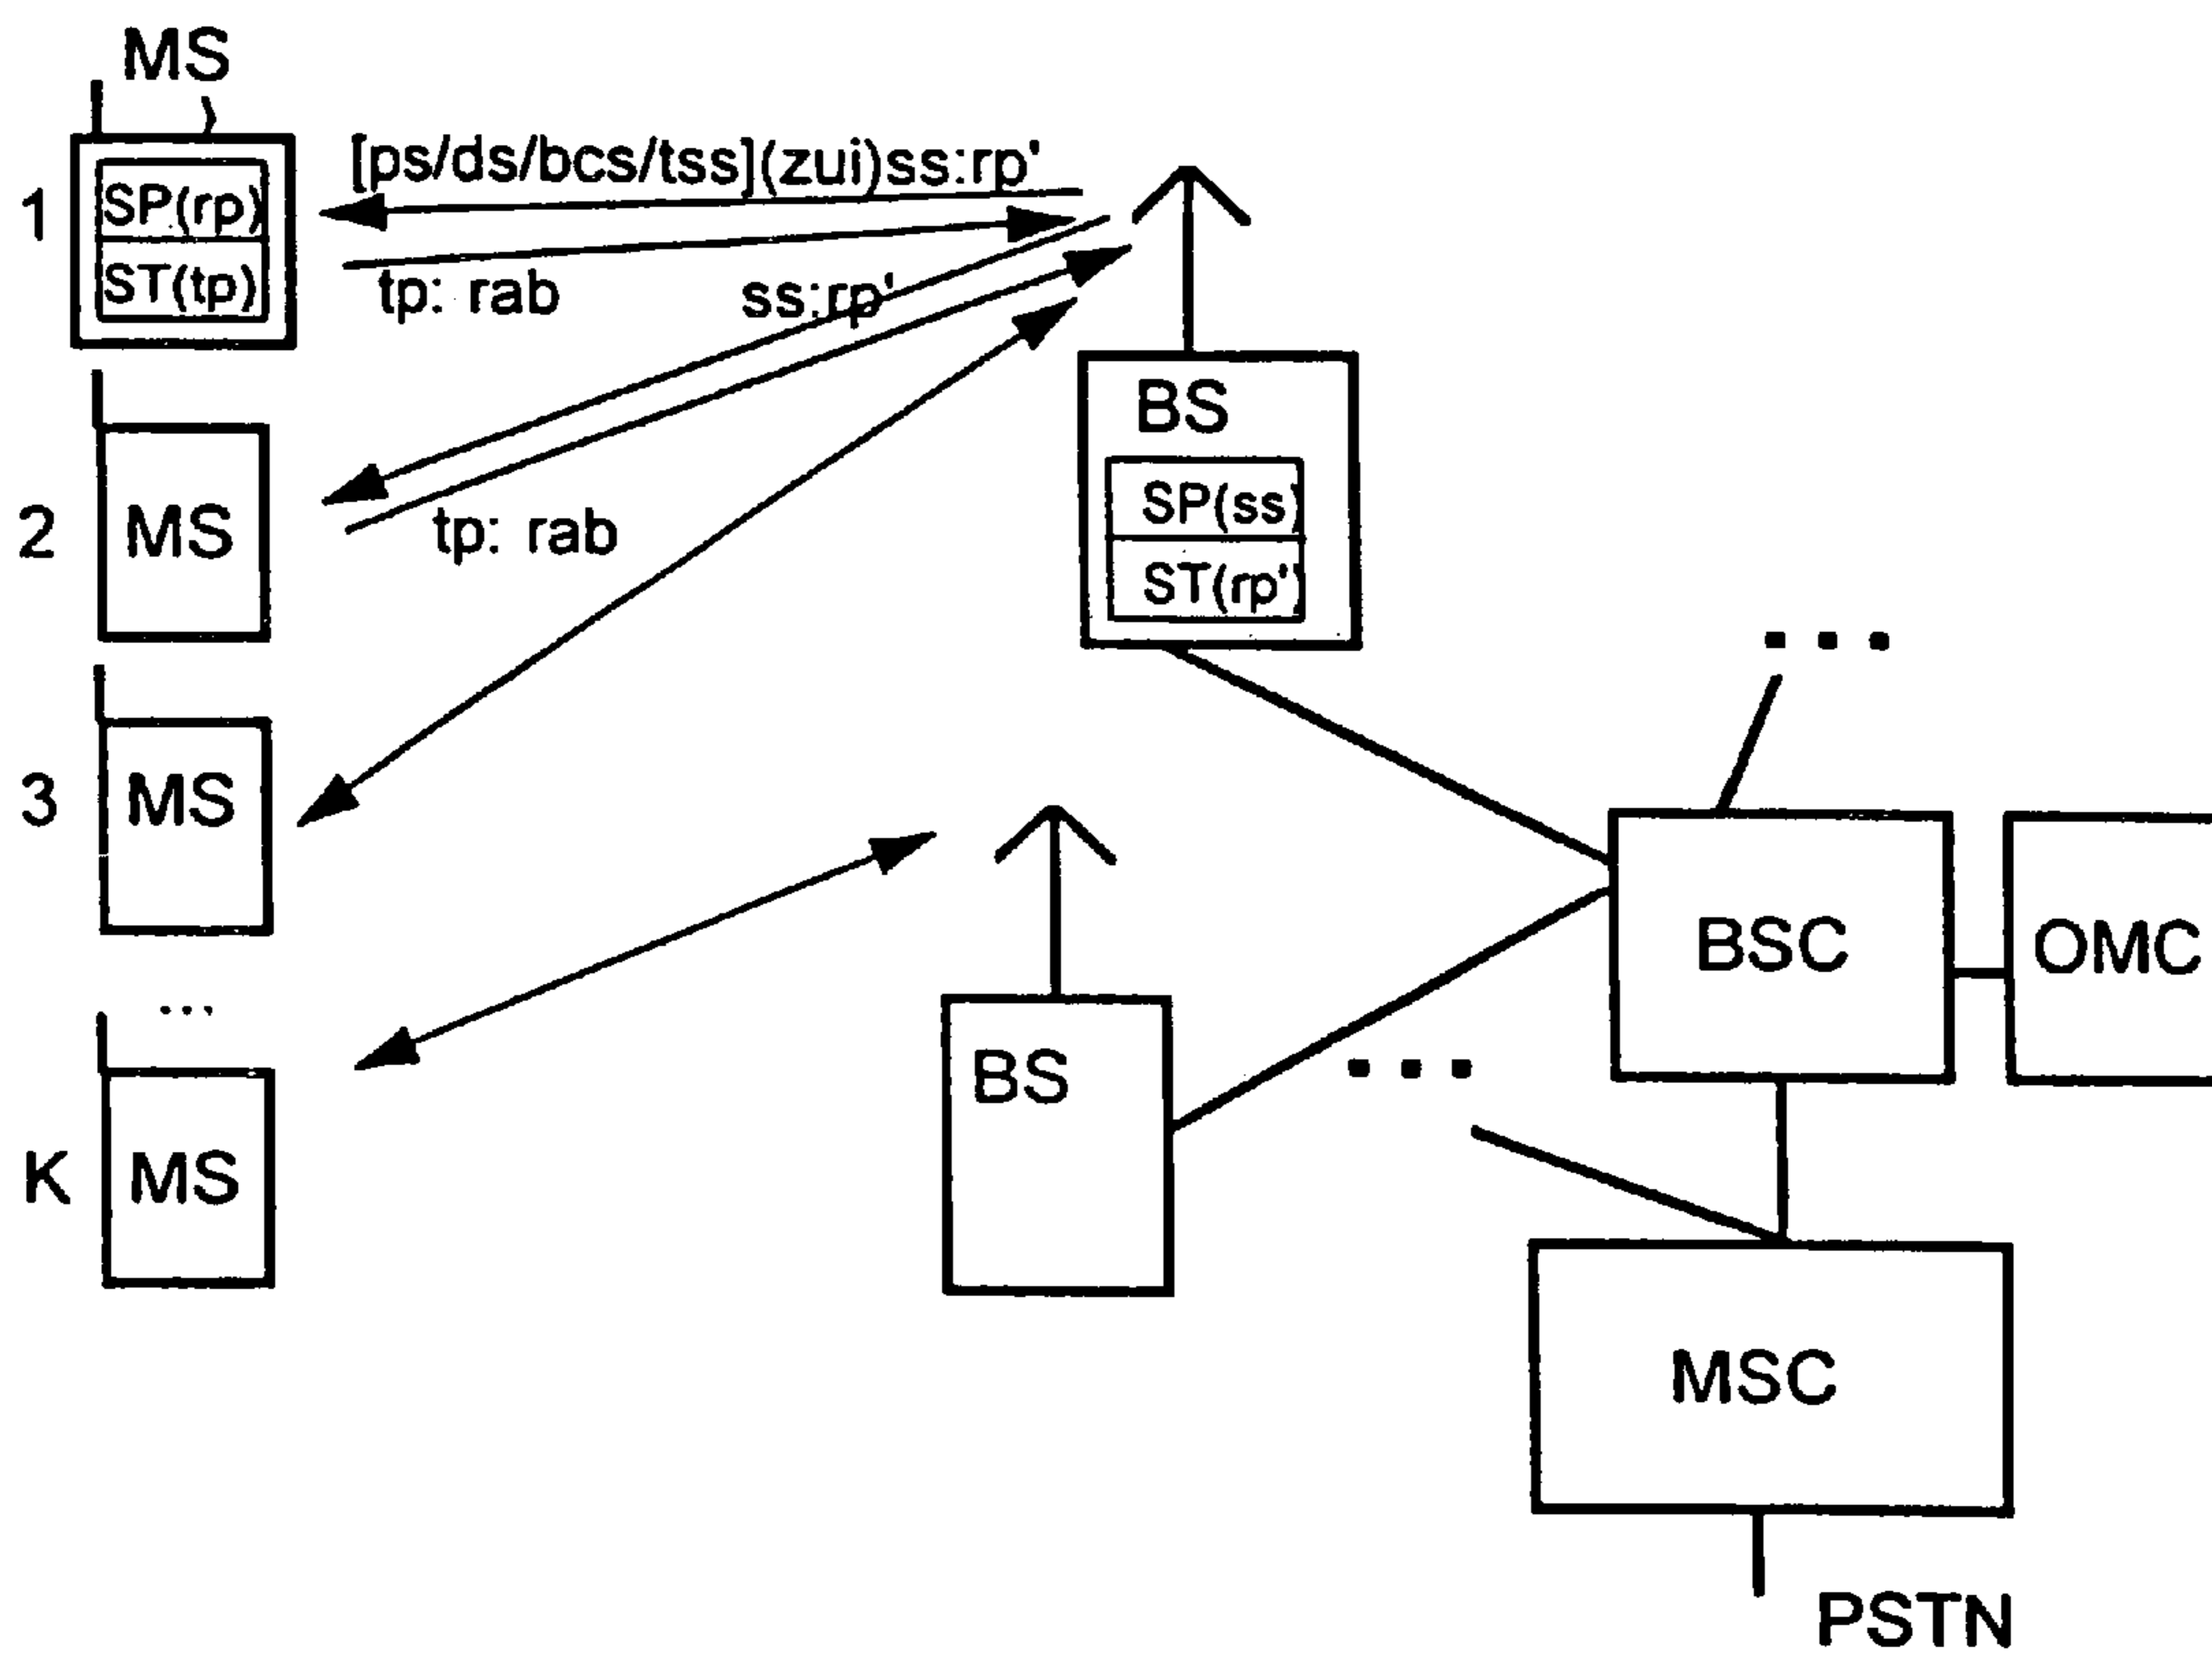 MS
1
SP(rp)
ST(tp)
[ps/ds/bcs/tss](zui)ss:rp'
tp: rab
ss:rp'
2
MS
tp: rab
BS
SP(ss)
ST(rp')
...
3
MS
...
K
MS
BS
...
BSC
OMC
MSC
PSTN